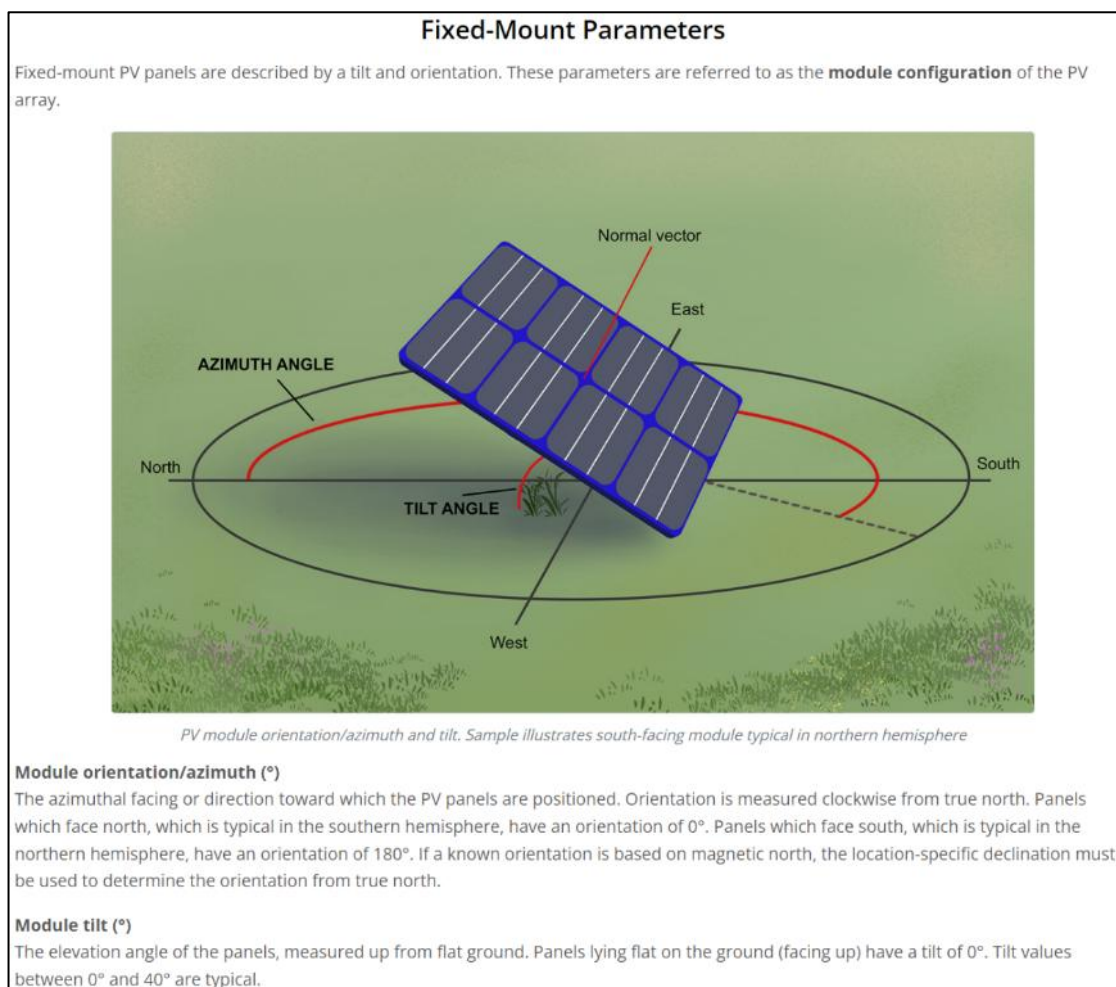 Fixed-Mount Parameters
Fixed-mount PV panels are described by a tilt and orientation. These parameters are referred to as the module configuration of the PV
array.
Normal vector
East
AZIMUTH ANGLE
North
South
TILT ANGLE
West
PV module orientation/azimuth and tilt. Sample illustrates south-facing module typical in northern hemisphere
Module orientation/azimuth (°)
The azimuthal facing or direction toward which the PV panels are positioned. Orientation is measured clockwise from true north. Panels
which face north, which is typical in the southern hemisphere, have an orientation of 0°. Panels which face south, which is typical in the
northern hemisphere, have an orientation of 180°. If a known orientation is based on magnetic north, the location-specific declination must
be used to determine the orientation from true north.
Module tilt (°)
The elevation angle of the panels, measured up from flat ground. Panels lying flat on the ground (facing up) have a tilt of 0°. Tilt values
between 0° and 40° are typical.